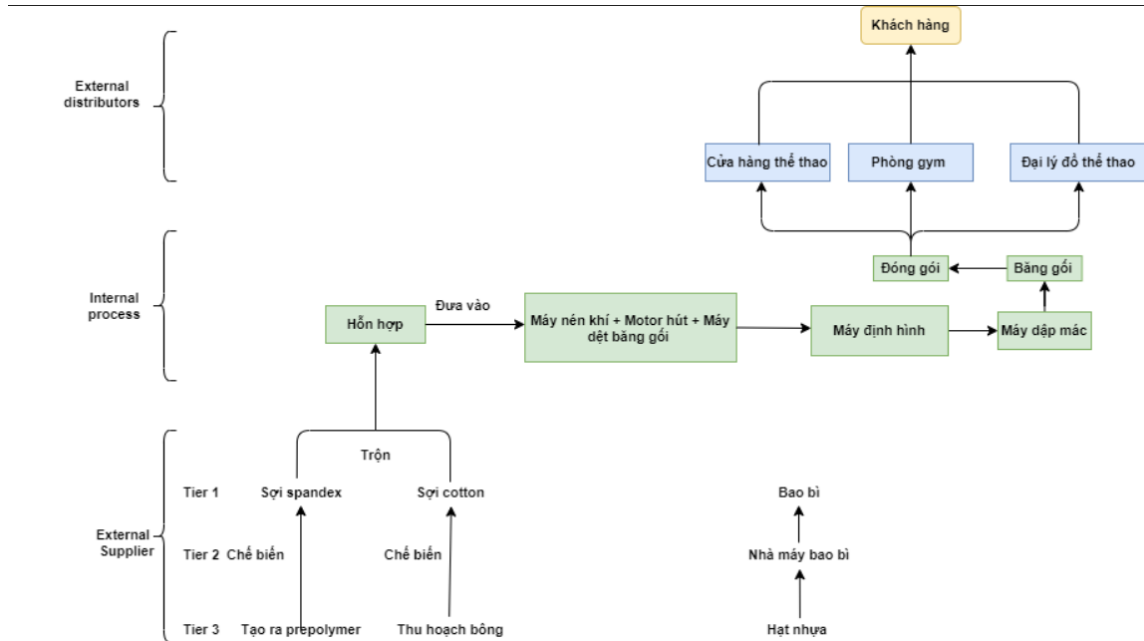 Khách hàng
External
distributors
Cửa hàng thể thao
Phòng gym
Đại lý đồ thể thao
Đóng gói
Băng gối
Internal
process
Hỗn hợp
Đưa vào
Máy nén khí + Motor hút + Máy
dệt băng gối
Máy định hình
Máy dập mác
Trộn
Tier 1
Sợi spandex
Sợi cotton
Bao bì
External
Supplier
Tier 2
Chế biến
Chế biến
Nhà máy bao bì
Tier 3
Tạo ra prepolymer
Thu hoạch bông
Hạt nhựa